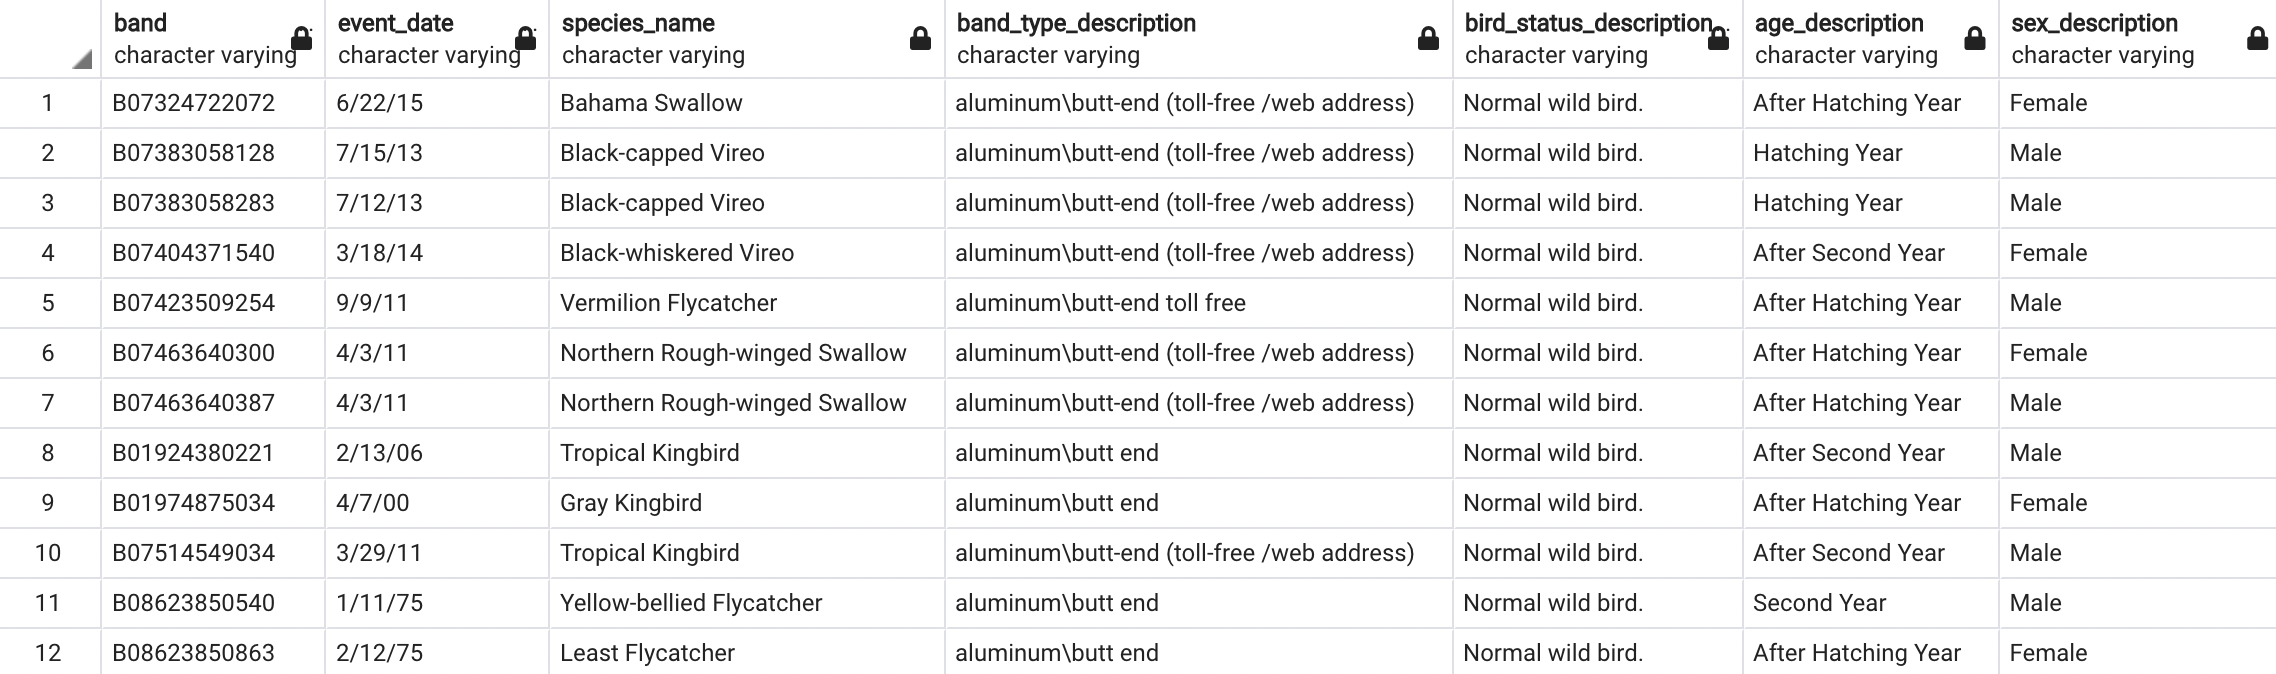 band event_date species_name band_type_description bird_status_description age_description sex_description
character varying character varying character varying character varying character varying character varying character varying
1 B07324722072 6/22/15 Bahama Swallow aluminum\butt-end (toll-free /web address) Normal wild bird. After Hatching Year Female
2 B07383058128 7/15/13 Black-capped Vireo aluminum\butt-end (toll-free /web address) Normal wild bird. Hatching Year Male
3 B07383058283 7/12/13 Black-capped Vireo aluminum\butt-end (toll-free /web address) Normal wild bird. Hatching Year Male
4 B07404371540 3/18/14 Black-whiskered Vireo aluminum\butt-end (toll-free /web address) Normal wild bird. After Second Year Female
5 B07423509254 9/9/11 Vermilion Flycatcher aluminum\butt-end toll free Normal wild bird. After Hatching Year Male
6 B07463640300 4/3/11 Northern Rough-winged Swallow aluminum\butt-end (toll-free /web address) Normal wild bird. After Hatching Year Female
7 B07463640387 4/3/11 Northern Rough-winged Swallow aluminum\butt-end (toll-free /web address) Normal wild bird. After Hatching Year Male
8 B01924380221 2/13/06 Tropical Kingbird aluminum\butt end Normal wild bird. After Second Year Male
9 B01974875034 4/7/00 Gray Kingbird aluminum\butt end Normal wild bird. After Hatching Year Female
10 B07514549034 3/29/11 Tropical Kingbird aluminum\butt-end (toll-free /web address) Normal wild bird. After Second Year Male
11 B08623850540 1/11/75 Yellow-bellied Flycatcher aluminum\butt end Normal wild bird. Second Year Male
12 B08623850863 2/12/75 Least Flycatcher aluminum\butt end Normal wild bird. After Hatching Year Female